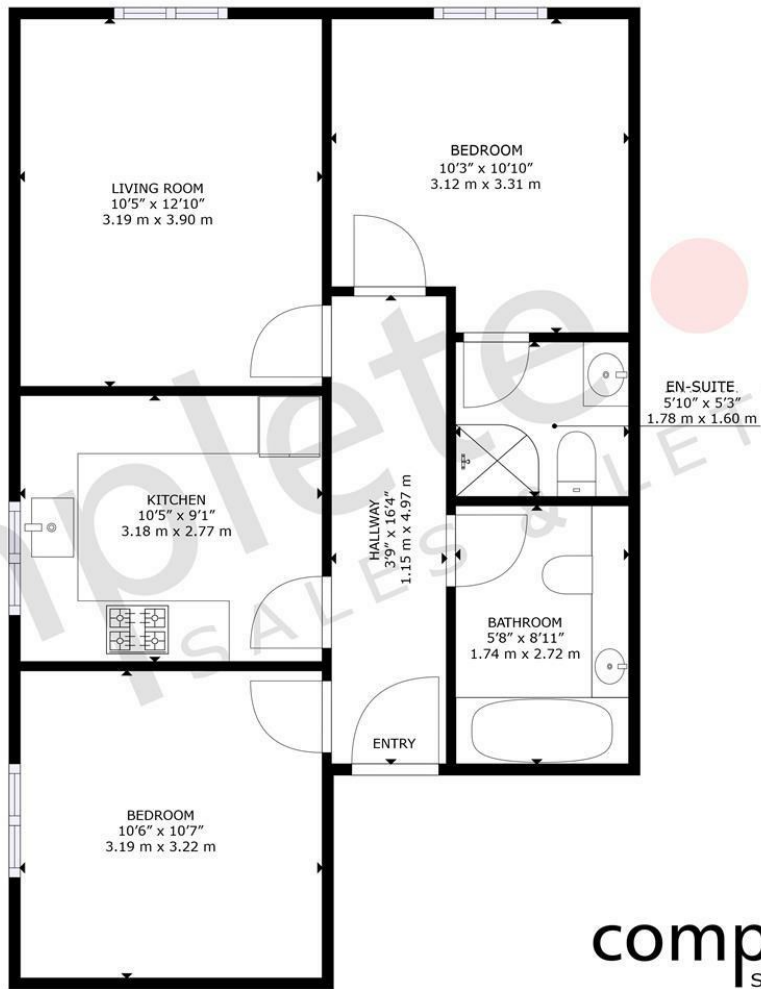 LIVING ROOM
10'5" x 12'10"
3.19 m x 3.90 m
BEDROOM
10'3" x 10'10"
3.12 m x 3.31 m
EN-SUITE
5'10" x 5'3"
1.78 m x 1.60 m
KITCHEN
10'5" x 9'1"
3.18 m x 2.77 m
HALLWAY
3'9" x 16'4"
1.15 m x 4.97 m
BATHROOM
5'8" x 8'11"
1.74 m x 2.72 m
ENTRY
BEDROOM
10'6" x 10'7"
3.19 m x 3.22 m
mplete
SALES & LET
comp
S